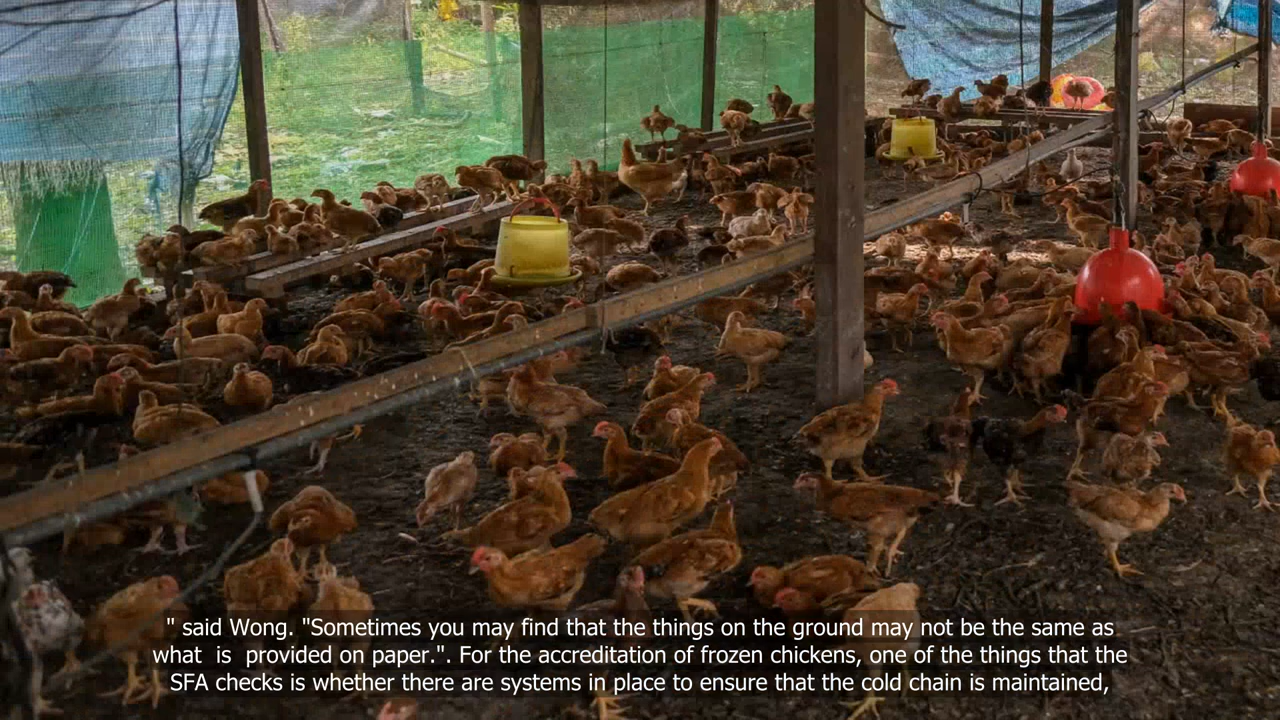 " said Wong. "Sometimes you may find that the things on the ground may not be the same as
what  is  provided on paper.". For the accreditation of frozen chickens, one of the things that the
SFA checks is whether there are systems in place to ensure that the cold chain is maintained,